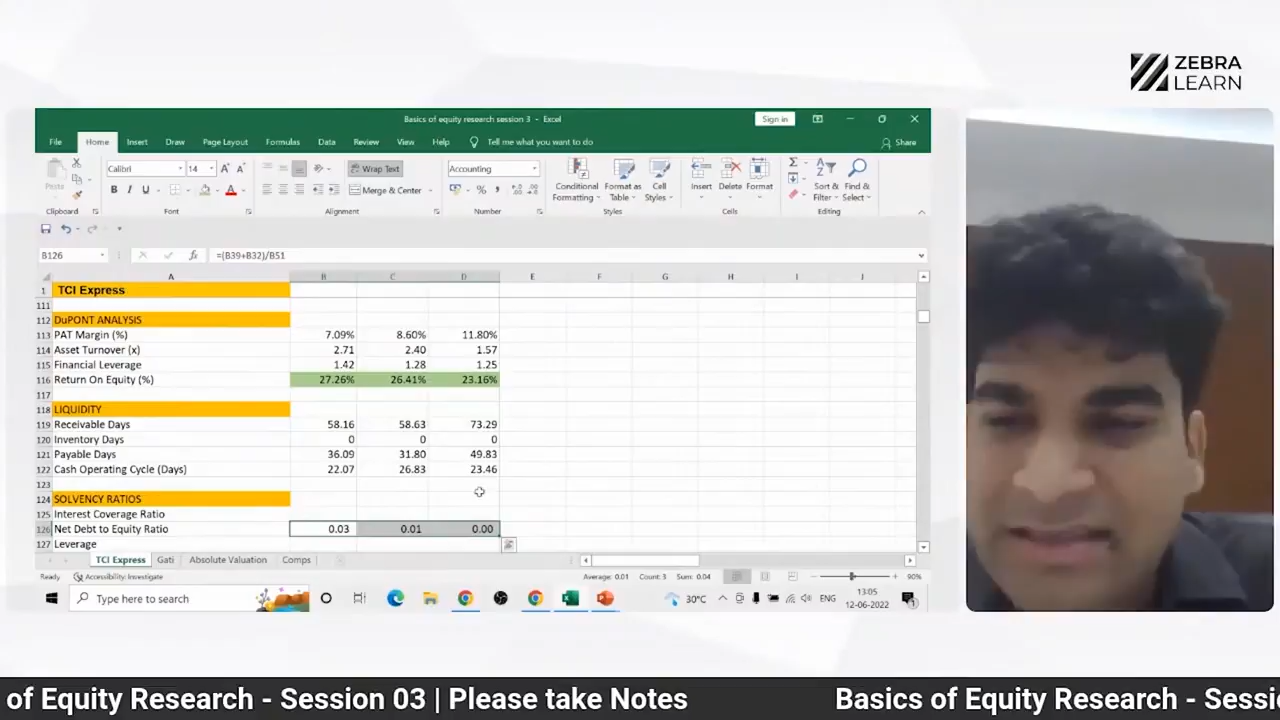 ZEBRA
LEARN
Basics of equity research session 3 - Excel
Sign in
File Home Insert Draw Page Layout Formulas Data Review View Help Tell me what you want to do Share
Paste
Calibri 14
B I U
Wrap Text
Merge & Center
Accounting
Conditional Formatting
Format as Table
Cell Styles
Insert Delete Format
Sort & Filter
Find & Select
Clipboard Font Alignment Number Styles Cells Editing
B126 fx =(B39+B32)/B51
A B C D E F G H I J
1 TCI Express
111
112 DuPONT ANALYSIS
113 PAT Margin (%) 7.09% 8.60% 11.80%
114 Asset Turnover (x) 2.71 2.40 1.57
115 Financial Leverage 1.42 1.28 1.25
116 Return On Equity (%) 27.26% 26.41% 23.16%
117
118 LIQUIDITY
119 Receivable Days 58.16 58.63 73.29
120 Inventory Days 0 0 0
121 Payable Days 36.09 31.80 49.83
122 Cash Operating Cycle (Days) 22.07 26.83 23.46
123
124 SOLVENCY RATIOS
125 Interest Coverage Ratio
126 Net Debt to Equity Ratio 0.03 0.01 0.00
127 Leverage
TCI Express Gati Absolute Valuation Comps
Ready Accessibility: Investigate Average: 0.01 Count: 3 Sum: 0.04 90%
Type here to search 30°C ENG 13:05
12-06-2022
of Equity Research - Session 03 | Please take Notes Basics of Equity Research - Sessi